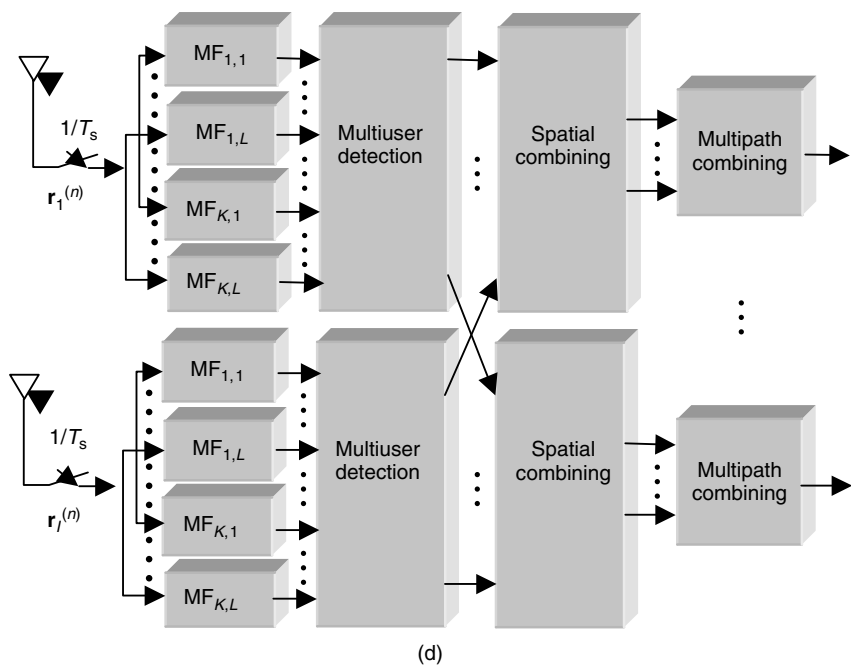 1/Ts
r1(n)
MF1,1
MF1,L
MFK,1
MFK,L
Multiuser
detection
Spatial
combining
Multipath
combining
1/Ts
rI(n)
MF1,1
MF1,L
MFK,1
MFK,L
Multiuser
detection
Spatial
combining
Multipath
combining
(d)